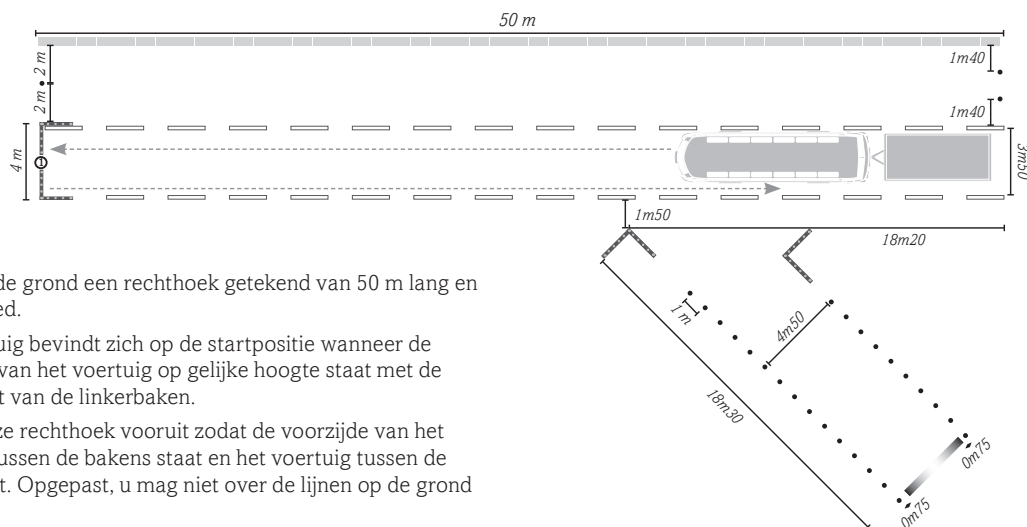 50 m
2 m
2 m
1m40
1m40
4 m
1
3m50
1m50
18m20
de grond een rechthoek getekend van 50 m lang en
ed.
uig bevindt zich op de startpositie wanneer de
van het voertuig op gelijke hoogte staat met de
t van de linkerbaken.
ze rechthoek vooruit zodat de voorzijde van het
ussen de bakens staat en het voertuig tussen de
t. Opgepast, u mag niet over de lijnen op de grond
1 m
4m50
18m30
0m75
0m75